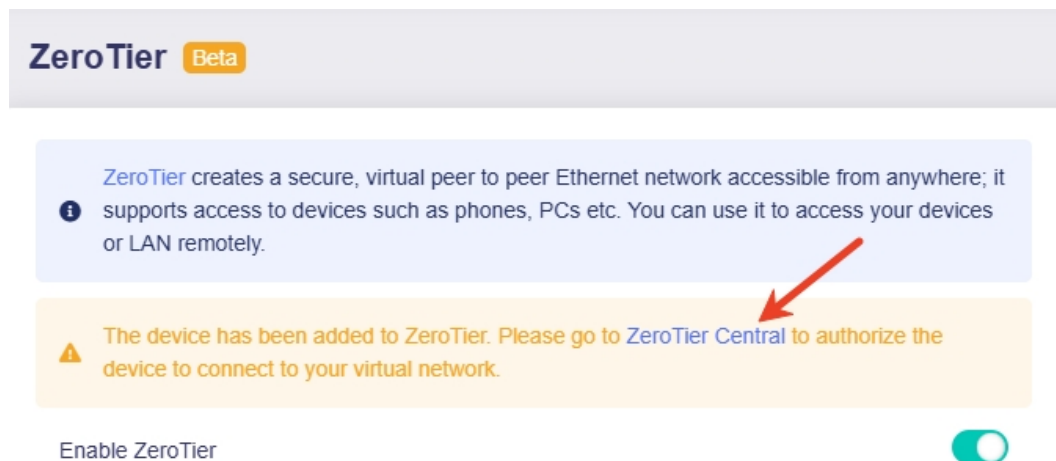 ZeroTier Beta
ZeroTier creates a secure, virtual peer to peer Ethernet network accessible from anywhere; it
supports access to devices such as phones, PCs etc. You can use it to access your devices
or LAN remotely.
The device has been added to ZeroTier. Please go to ZeroTier Central to authorize the
device to connect to your virtual network.
Enable ZeroTier